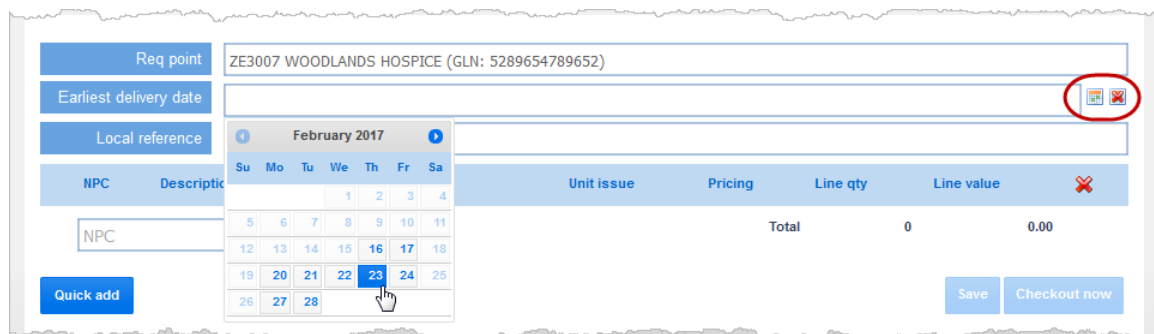 Req point
ZE3007 WOODLANDS HOSPICE (GLN: 5289654789652)
Earliest delivery date
Local reference
February 2017
Su Mo Tu We Th Fr Sa
1 2 3 4
5 6 7 8 9 10 11
12 13 14 15 16 17 18
19 20 21 22 23 24 25
26 27 28
NPC Descriptio Unit issue Pricing Line qty Line value
NPC
Total 0 0.00
Quick add
Save Checkout now